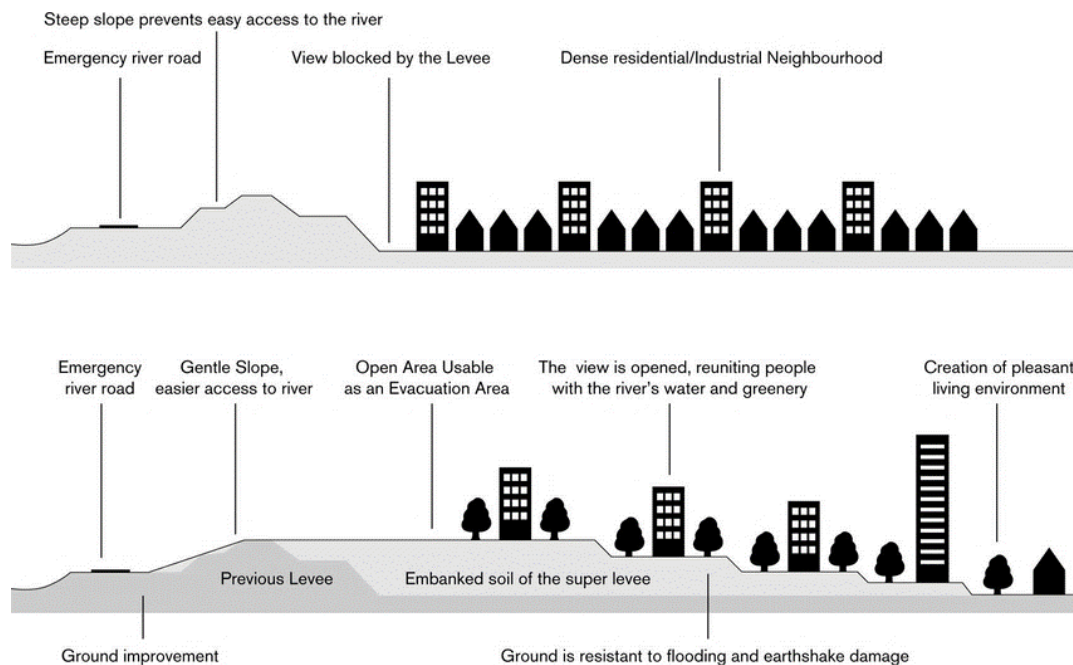 Steep slope prevents easy access to the river
Emergency river road
View blocked by the Levee
Dense residential/Industrial Neighbourhood
Emergency
river road
Gentle Slope,
easier access to river
Open Area Usable
as an Evacuation Area
The view is opened, reuniting people
with the river's water and greenery
Creation of pleasant
living environment
Previous Levee
Embanked soil of the super levee
Ground improvement
Ground is resistant to flooding and earthshake damage